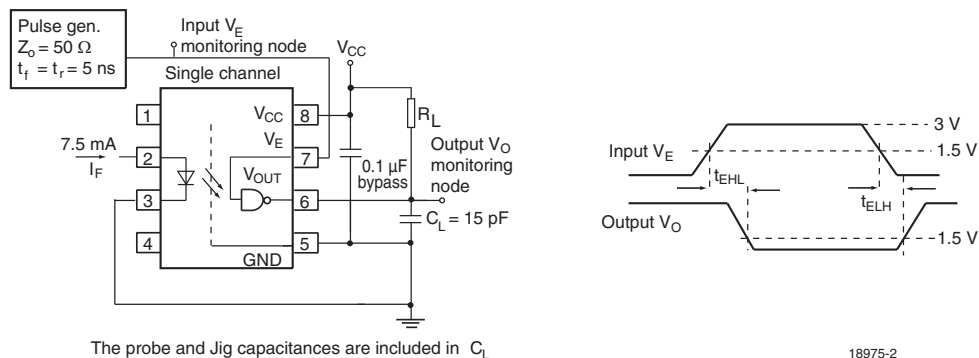 Pulse gen.
Zo = 50 Ω
tf = tr = 5 ns
Input VE
monitoring node
Single channel
VCC
1
2
3
4
8
7
6
5
VCC
VE
VOUT
GND
7.5 mA
IF
0.1 µF
bypass
RL
Output VO
monitoring
node
CL = 15 pF
The probe and Jig capacitances are included in CL
Input VE
3 V
1.5 V
tEHL
tELH
Output VO
1.5 V
18975-2